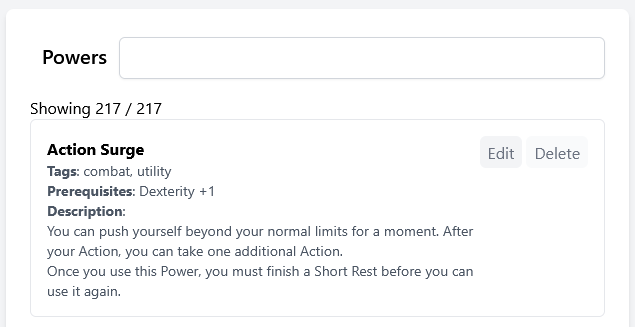 Powers
Showing 217 / 217
Action Surge
Edit
Delete
Tags: combat, utility
Prerequisites: Dexterity +1
Description:
You can push yourself beyond your normal limits for a moment. After
your Action, you can take one additional Action.
Once you use this Power, you must finish a Short Rest before you can
use it again.